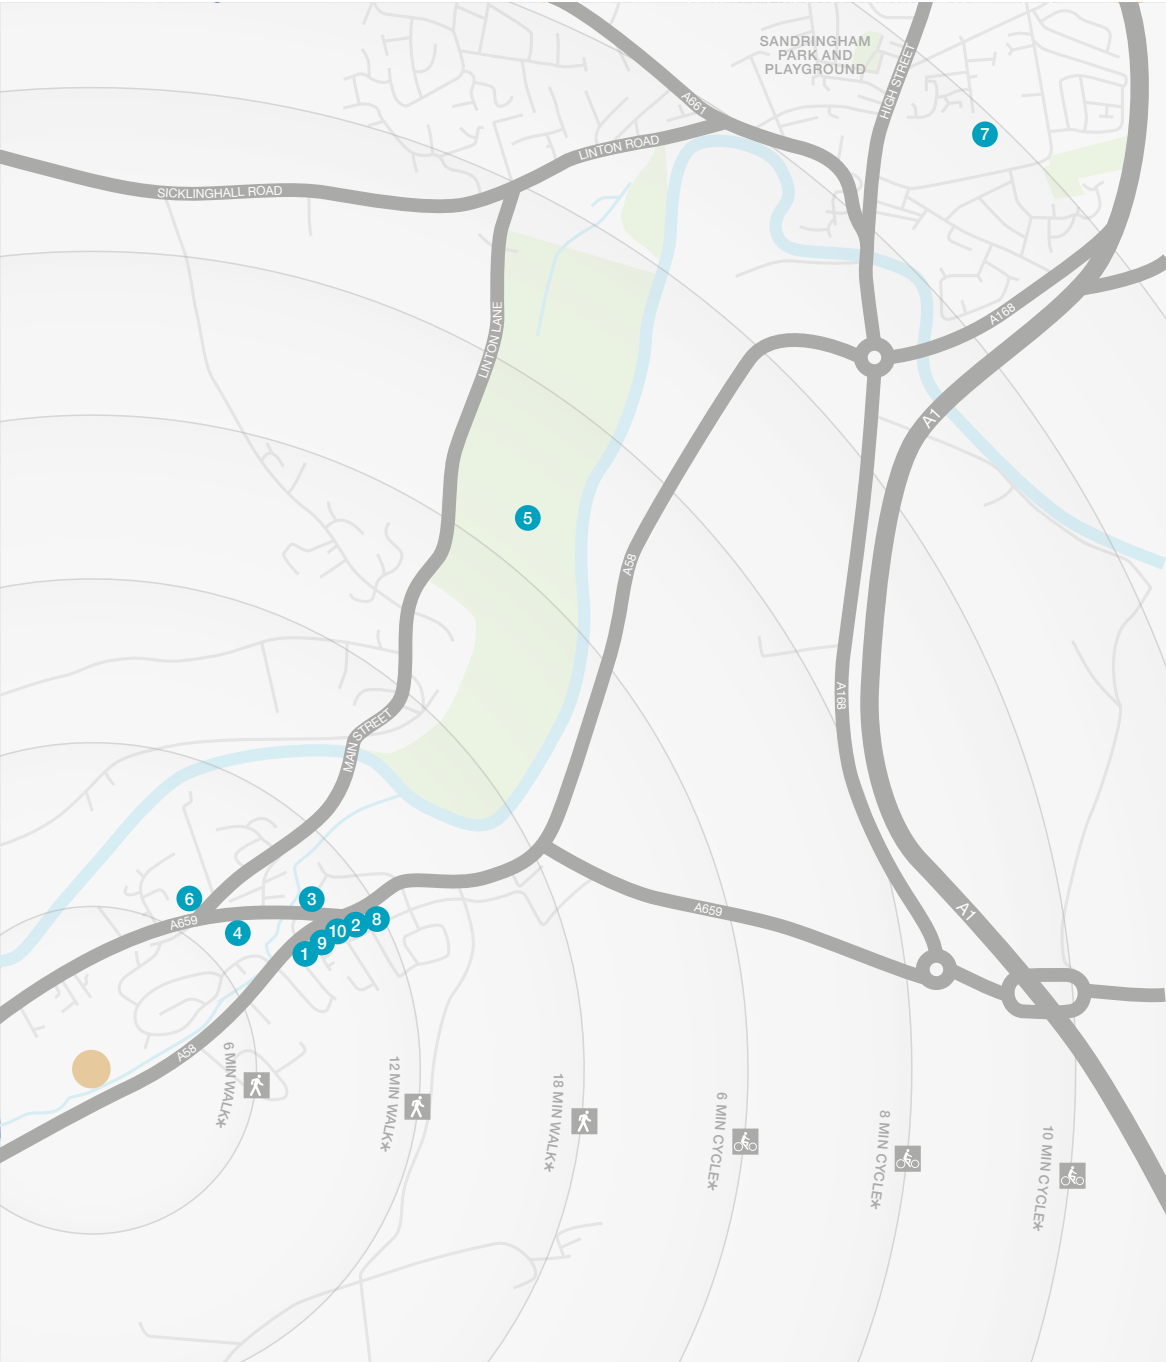 SANDRINGHAM
PARK AND
PLAYGROUND
HIGH STREET
A661
7
LINTON ROAD
SICKLINGHALL ROAD
LINTON LANE
A168
A1
5
A58
A168
MAIN STREET
6
3
A659
4
8
2
10
9
1
A659
A1
A58
6 MIN WALK*
12 MIN WALK*
18 MIN WALK*
6 MIN CYCLE*
8 MIN CYCLE*
10 MIN CYCLE*